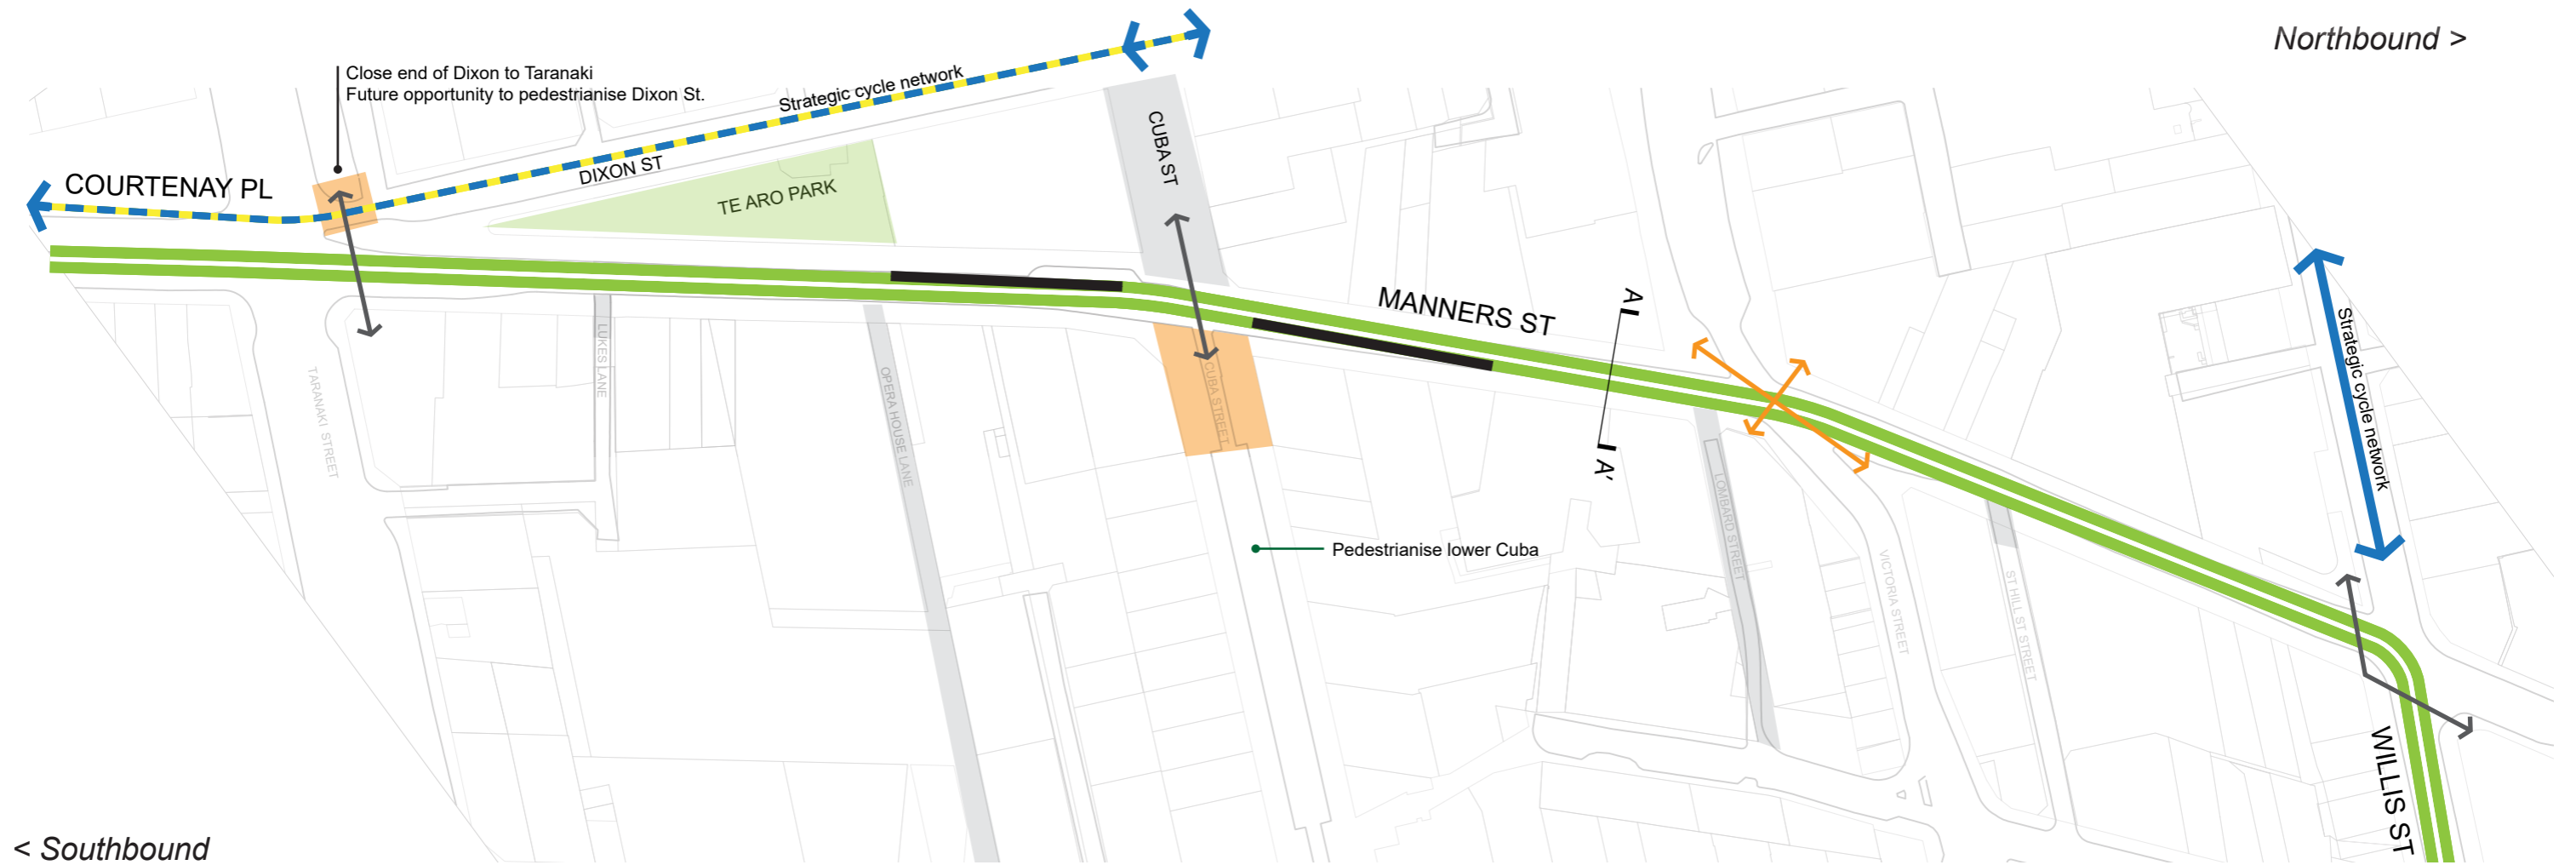 Northbound >
Close end of Dixon to Taranaki
Future opportunity to pedestrianise Dixon St.
Strategic cycle network
COURTENAY PL
DIXON ST
TE ARO PARK
CUBA ST
MANNERS ST
A
A'
LUKES LANE
TARANAKI STREET
OPERA HOUSE LANE
CUBA STREET
Pedestrianise lower Cuba
LOMBARD STREET
VICTORIA STREET
ST HILL ST STREET
Strategic cycle network
WILLIS ST
< Southbound